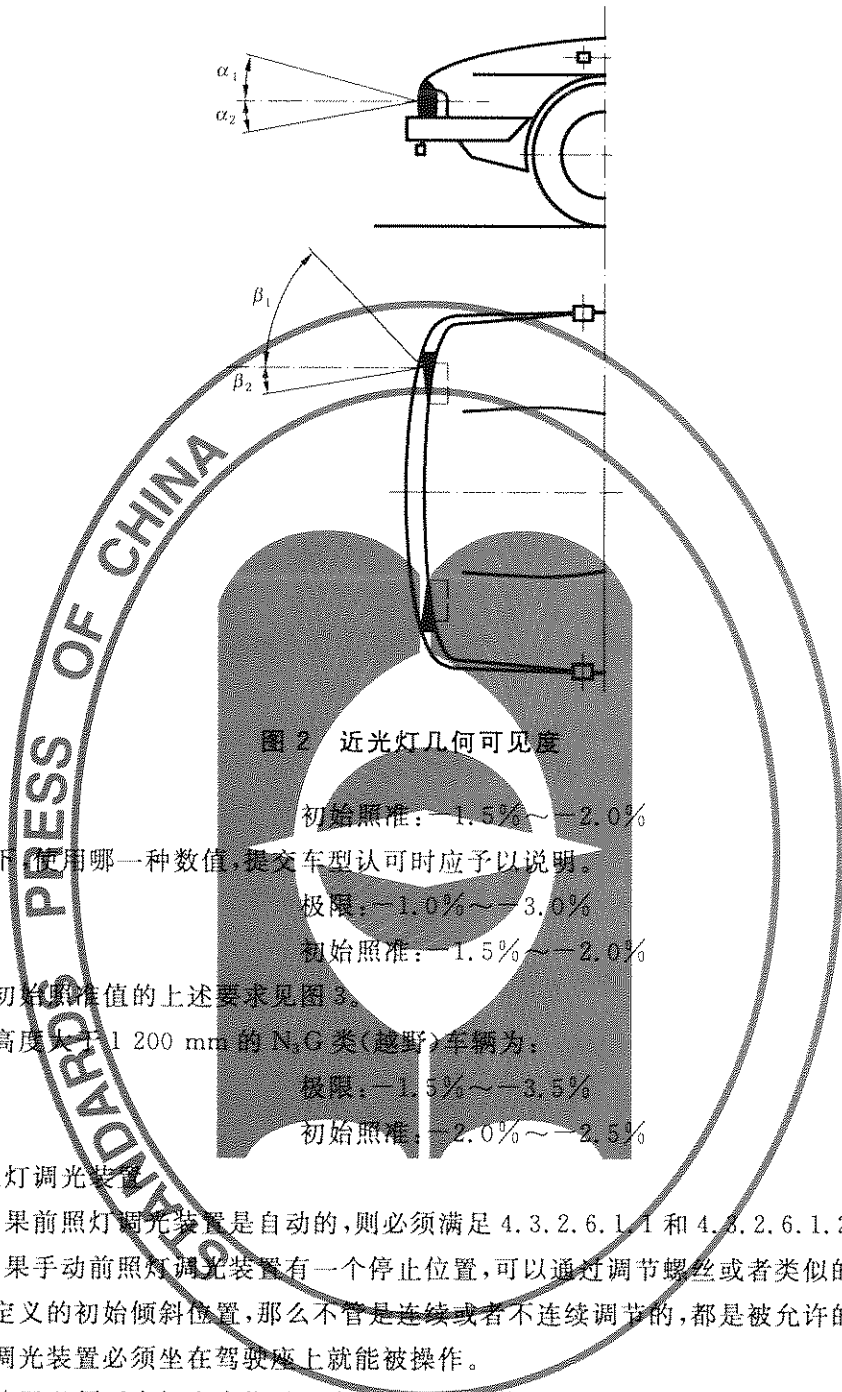 α₁
α₂
β₁
β₂
图 2 近光灯几何可见度
初始照准:-1.5%~-2.0%
下,使用哪一种数值,提交车型认可时应予以说明。
极限:-1.0%~-3.0%
初始照准:-1.5%~-2.0%
初始照准值的上述要求见图 3。
高度大于 1 200 mm 的 N₃G 类(越野)车辆为:
极限:-1.5%~-3.5%
初始照准:-2.0%~-2.5%
灯调光装置
果前照灯调光装置是自动的,则必须满足 4.3.2.6.1.1 和 4.3.2.6.1.2
果手动前照灯调光装置有一个停止位置,可以通过调节螺丝或者类似的
定义的初始倾斜位置,那么不管是连续或者不连续调节的,都是被允许的
调光装置必须坐在驾驶座上就能被操作。
STANDARDS PRESS OF CHINA